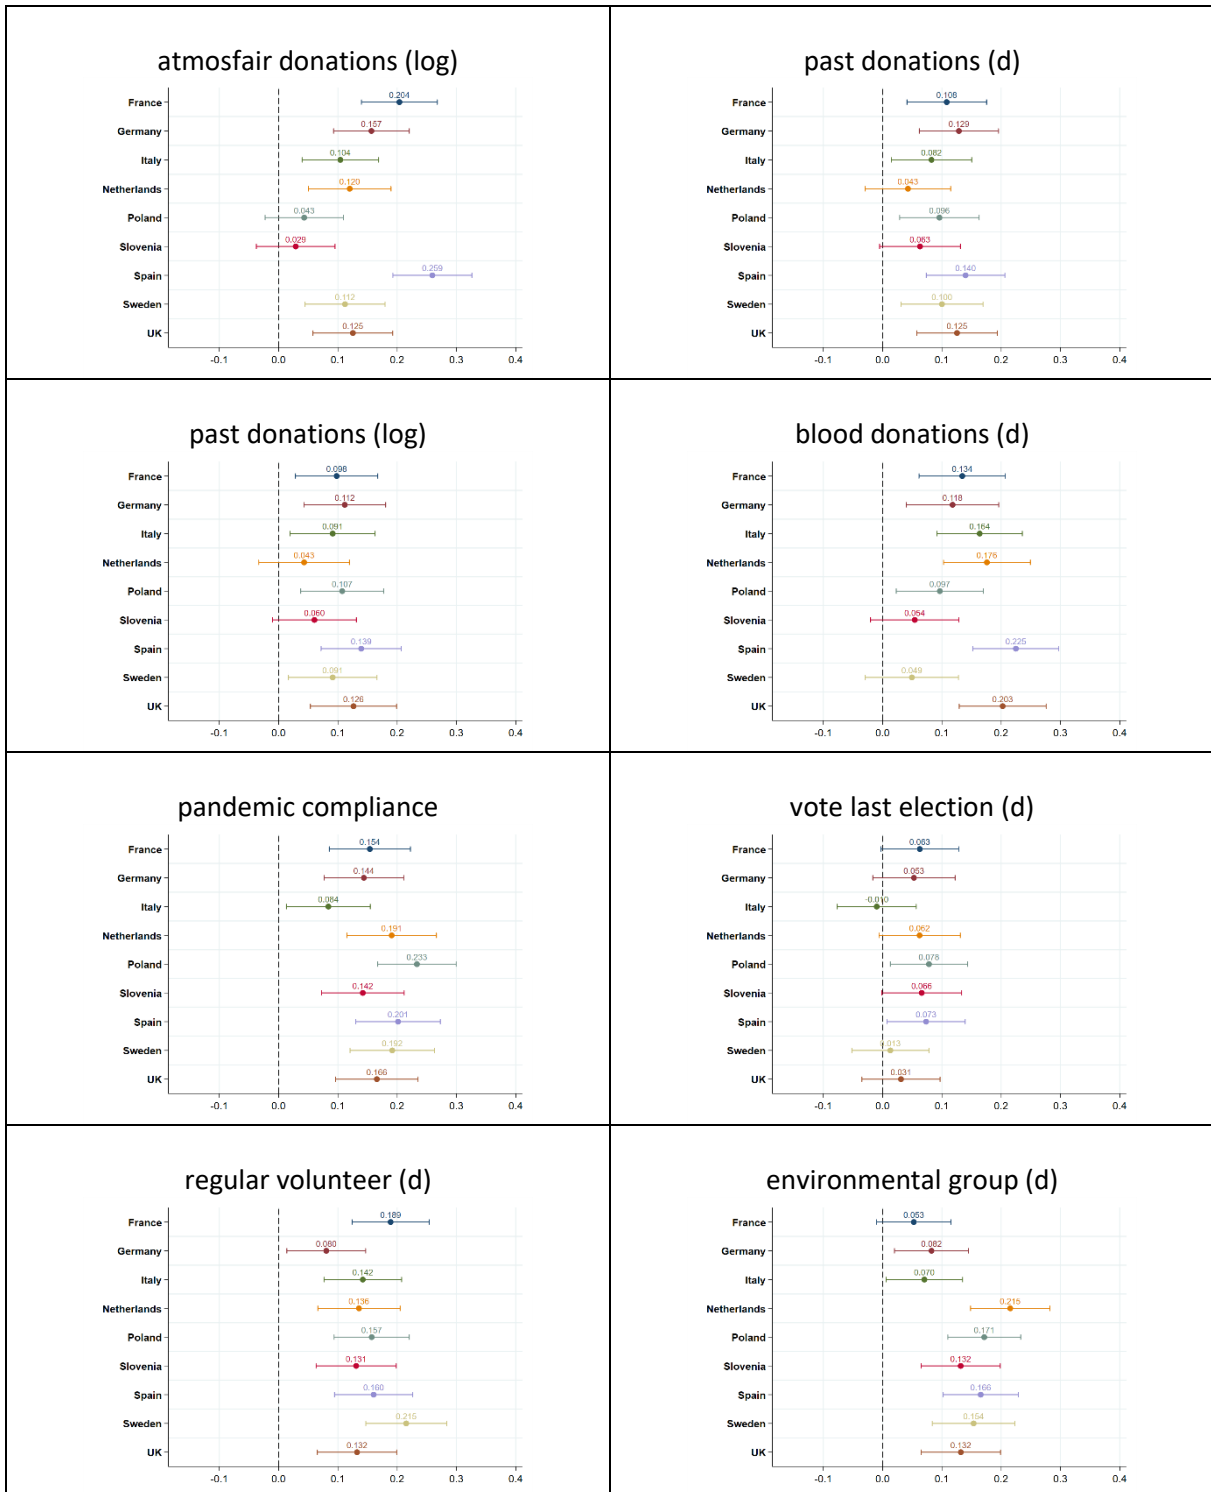 atmosfair donations (log)
France 0.204
Germany 0.157
Italy 0.104
Netherlands 0.120
Poland 0.043
Slovenia 0.029
Spain 0.259
Sweden 0.112
UK 0.125
-0.1 0.0 0.1 0.2 0.3 0.4
past donations (d)
France 0.108
Germany 0.129
Italy 0.082
Netherlands 0.043
Poland 0.096
Slovenia 0.063
Spain 0.140
Sweden 0.100
UK 0.125
-0.1 0.0 0.1 0.2 0.3 0.4
past donations (log)
France 0.098
Germany 0.112
Italy 0.091
Netherlands 0.043
Poland 0.107
Slovenia 0.060
Spain 0.139
Sweden 0.091
UK 0.126
-0.1 0.0 0.1 0.2 0.3 0.4
blood donations (d)
France 0.134
Germany 0.118
Italy 0.164
Netherlands 0.176
Poland 0.097
Slovenia 0.054
Spain 0.225
Sweden 0.049
UK 0.203
-0.1 0.0 0.1 0.2 0.3 0.4
pandemic compliance
France 0.154
Germany 0.144
Italy 0.084
Netherlands 0.191
Poland 0.233
Slovenia 0.142
Spain 0.201
Sweden 0.192
UK 0.166
-0.1 0.0 0.1 0.2 0.3 0.4
vote last election (d)
France 0.063
Germany 0.053
Italy -0.010
Netherlands 0.062
Poland 0.078
Slovenia 0.066
Spain 0.073
Sweden 0.013
UK 0.031
-0.1 0.0 0.1 0.2 0.3 0.4
regular volunteer (d)
France 0.189
Germany 0.080
Italy 0.142
Netherlands 0.136
Poland 0.157
Slovenia 0.131
Spain 0.160
Sweden 0.215
UK 0.132
-0.1 0.0 0.1 0.2 0.3 0.4
environmental group (d)
France 0.053
Germany 0.082
Italy 0.070
Netherlands 0.215
Poland 0.171
Slovenia 0.132
Spain 0.166
Sweden 0.154
UK 0.132
-0.1 0.0 0.1 0.2 0.3 0.4